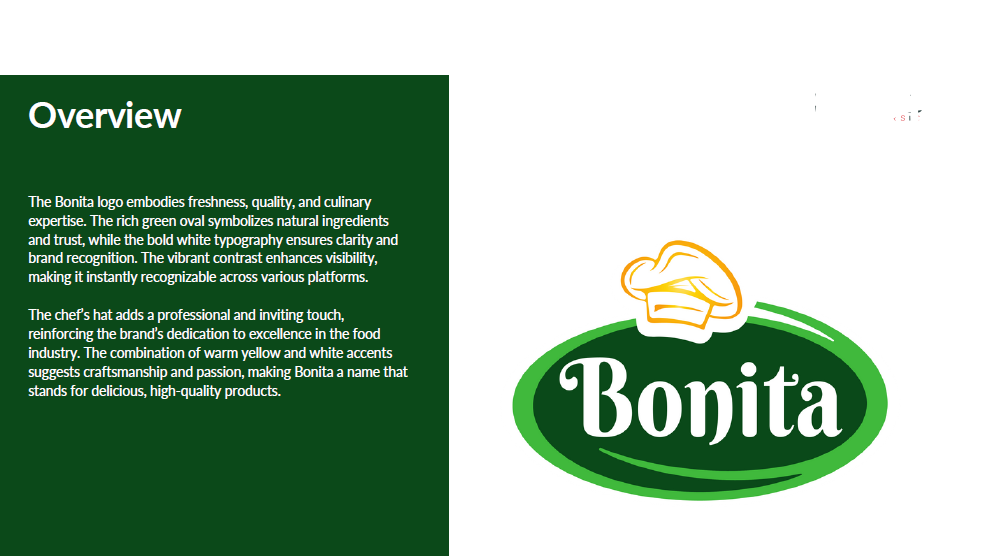 Overview
The Bonita logo embodies freshness, quality, and culinary
expertise. The rich green oval symbolizes natural ingredients
and trust, while the bold white typography ensures clarity and
brand recognition. The vibrant contrast enhances visibility,
making it instantly recognizable across various platforms.
The chef’s hat adds a professional and inviting touch,
reinforcing the brand’s dedication to excellence in the food
industry. The combination of warm yellow and white accents
suggests craftsmanship and passion, making Bonita a name that
stands for delicious, high-quality products.
Bonita